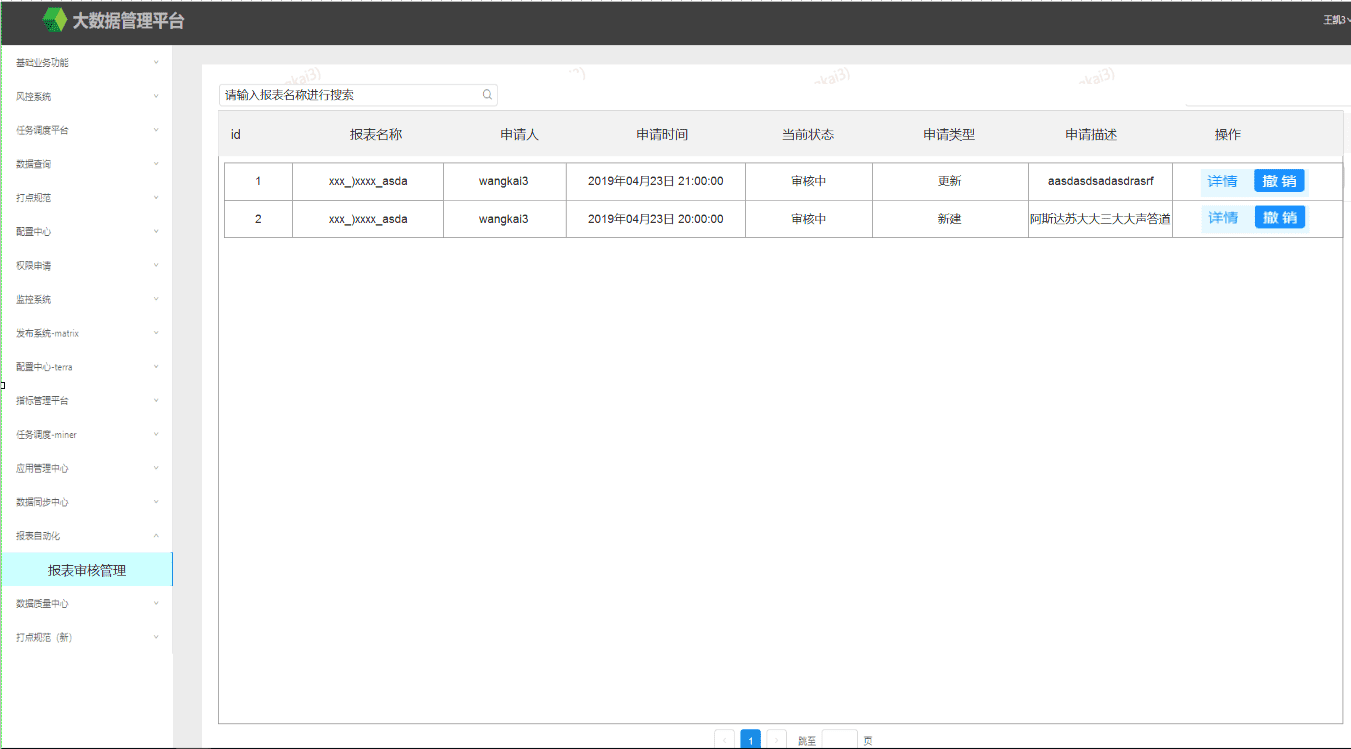 大数据管理平台
王凯3
基础业务功能
风控系统
任务调度平台
数据查询
打点规范
配置中心
权限申请
监控系统
发布系统-matrix
配置中心-terra
指标管理平台
任务调度-miner
应用管理中心
数据同步中心
报表自动化
报表审核管理
数据质量中心
打点规范（新）
kai3)
)
gkai3)
gkai3)
请输入报表名称进行搜索
id 报表名称 申请人 申请时间 当前状态 申请类型 申请描述 操作
1 xxx_)xxxx_asda wangkai3 2019年04月23日 21:00:00 审核中 更新 aasdasdsadasdrasrf 详情 撤销
2 xxx_)xxxx_asda wangkai3 2019年04月23日 20:00:00 审核中 新建 阿斯达苏大大三大大声答道 详情 撤销
1 跳至 页